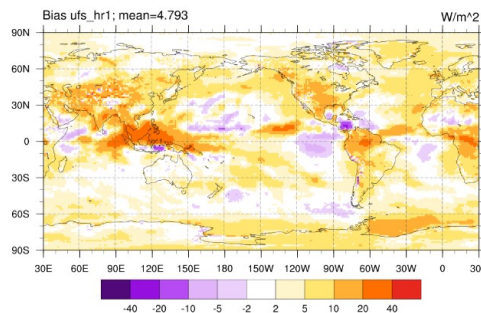 Bias ufs_hr1; mean=4.793 W/m^2
90N
60N
30N
0
30S
60S
90S
30E 60E 90E 120E 150E 180 150W 120W 90W 60W 30W 0 30
-40 -20 -10 -5 -2 2 5 10 20 40